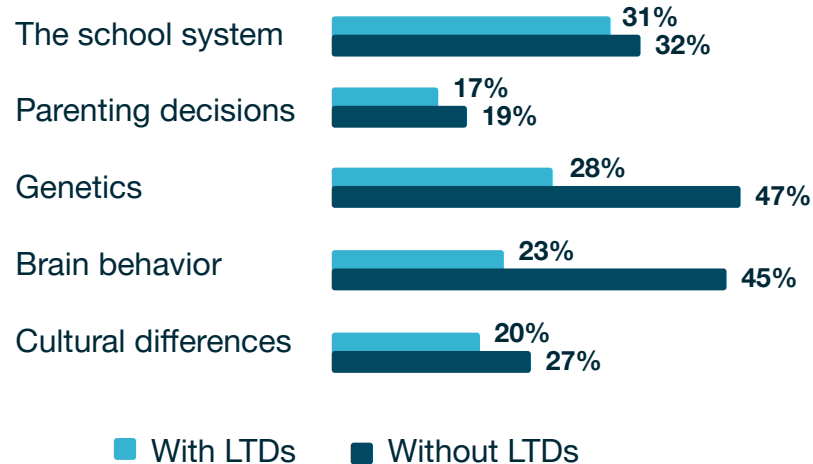 The school system
31%
32%
Parenting decisions
17%
19%
Genetics
28%
47%
Brain behavior
23%
45%
Cultural differences
20%
27%
With LTDs Without LTDs